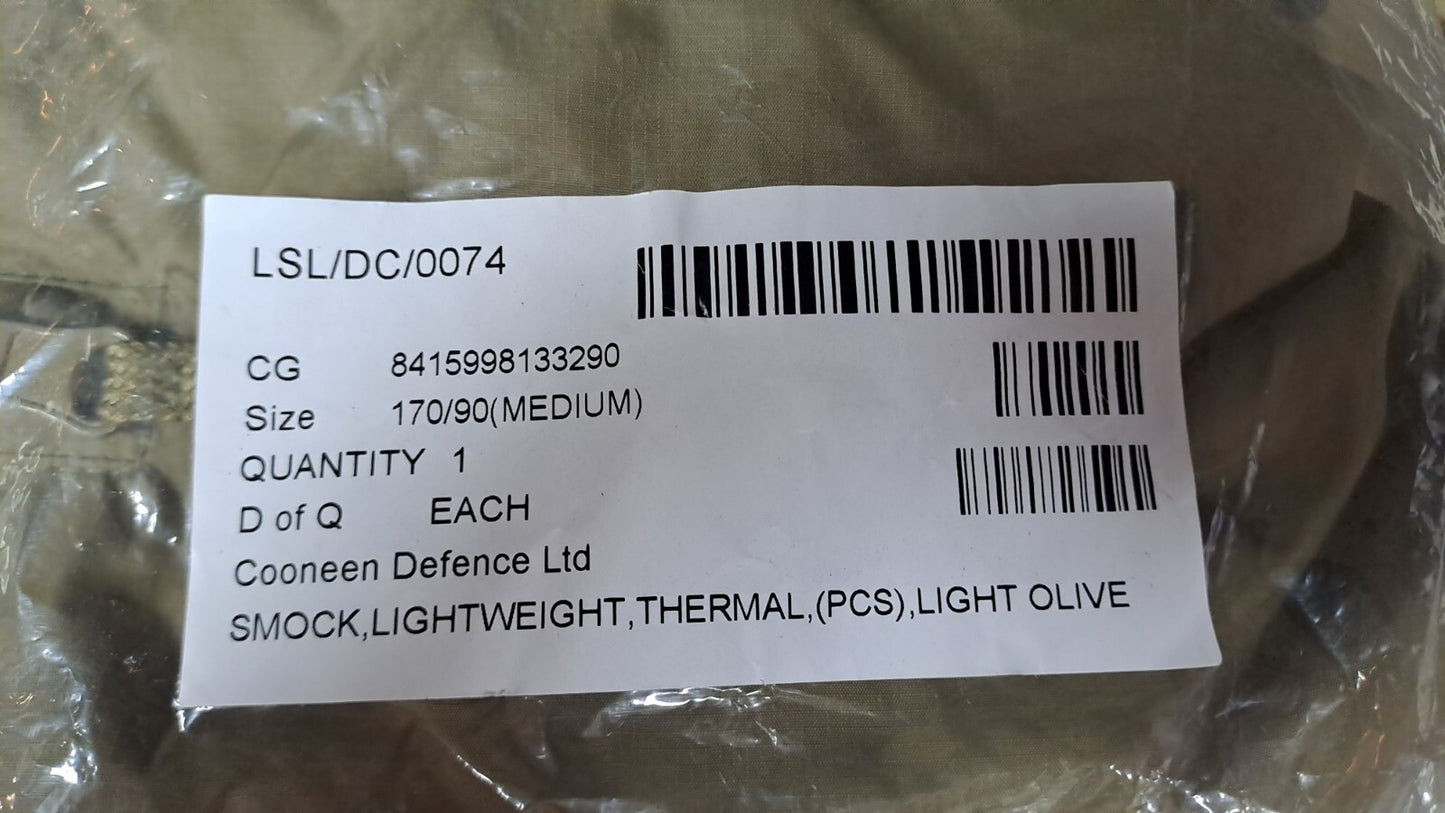 LSL/DC/0074
CG 8415998133290
Size 170/90(MEDIUM)
QUANTITY 1
D of Q EACH
Cooneen Defence Ltd
SMOCK,LIGHTWEIGHT,THERMAL,(PCS),LIGHT OLIVE